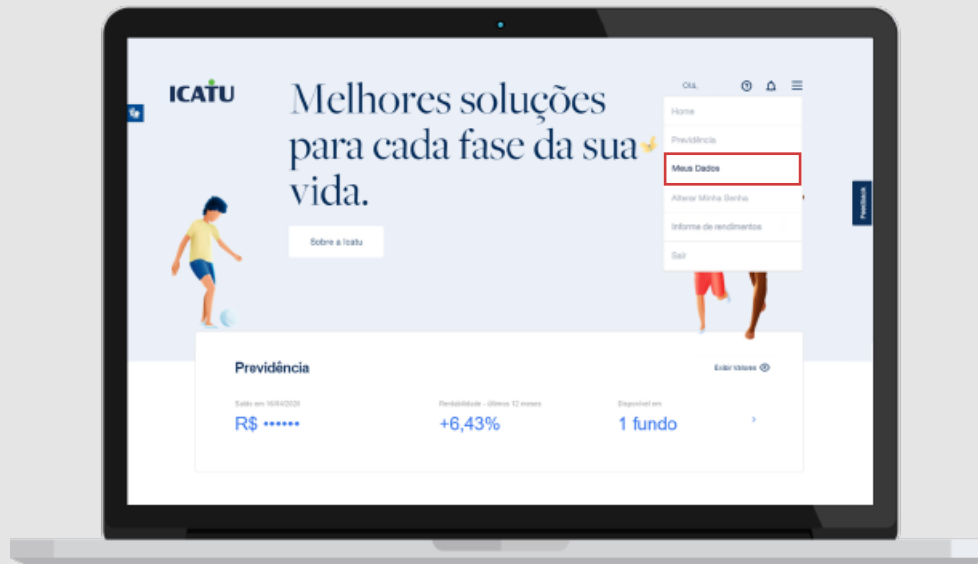 ICATU
Melhores soluções
para cada fase da sua
vida.
Sobre a Icatu
Olá,
Home
Previdência
Meus Dados
Alterar Minha Senha
Informe de rendimentos
Sair
Feedback
Previdência
Exibir Valores
Saldo em 16/04/2020
R$ ••••••
Rentabilidade - últimos 12 meses
+6,43%
Disponível em
1 fundo